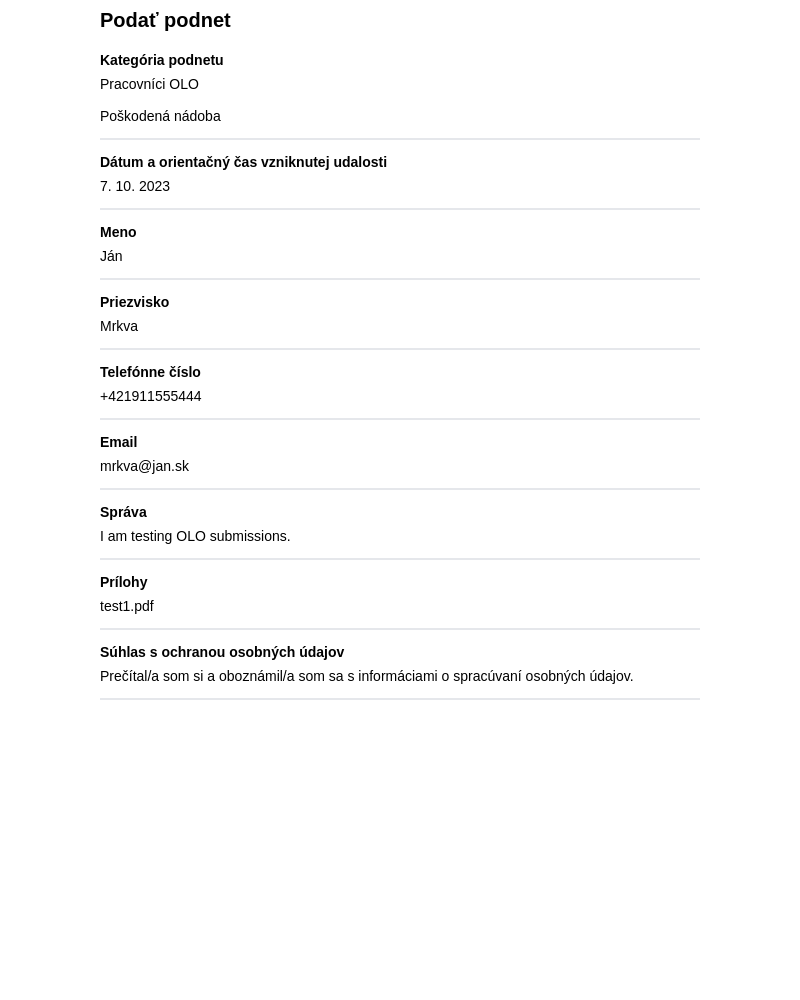 Podať podnet
Kategória podnetu
Pracovníci OLO
Poškodená nádoba
Dátum a orientačný čas vzniknutej udalosti
7. 10. 2023
Meno
Ján
Priezvisko
Mrkva
Telefónne číslo
+421911555444
Email
mrkva@jan.sk
Správa
I am testing OLO submissions.
Prílohy
test1.pdf
Súhlas s ochranou osobných údajov
Prečítal/a som si a oboznámil/a som sa s informáciami o spracúvaní osobných údajov.